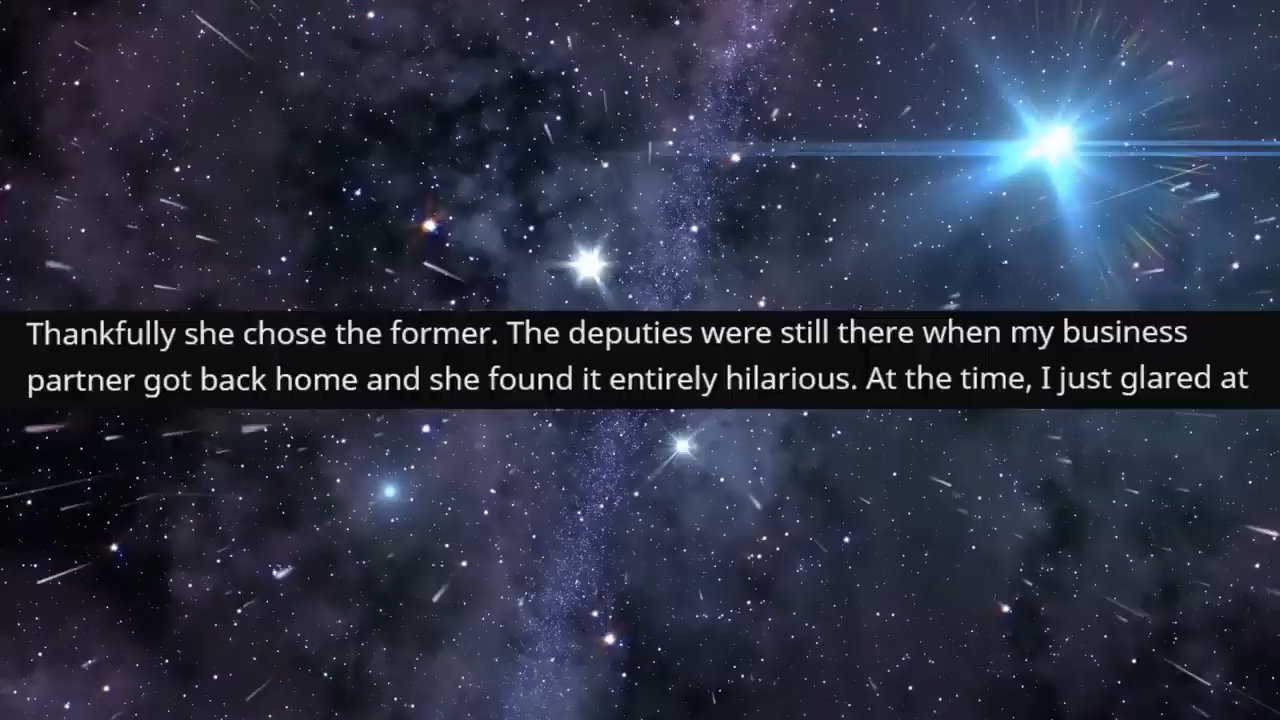 Thankfully she chose the former. The deputies were still there when my business
partner got back home and she found it entirely hilarious. At the time, I just glared at